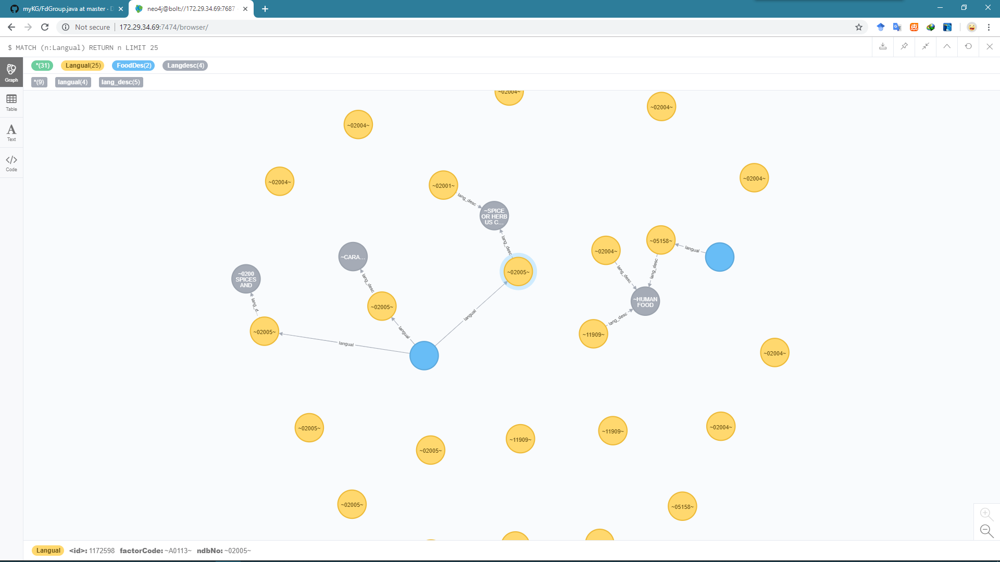 myKG/FdGroup.java at master · D
neo4j@bolt://172.29.34.69:7687
Not secure
172.29.34.69:7474/browser/
$ MATCH (n:Langual) RETURN n LIMIT 25
*(31) Langual(25) FoodDes(2) Langdesc(4)
*(9) langual(4) lang_desc(5)
Graph
Table
A
Text
Code
~02004~
~02004~
~02004~
~02004~
~02004~
~02001~
lang_desc
~SPICE
OR HERB
US C...
lang_desc
~02005~
~CARA...
lang_desc
~02005~
langual
~0200
SPICES
AND
lang_d...
~02005~
langual
langual
~02004~
lang_desc
~05158~
langual
lang_desc
~HUMAN
FOOD
lang_desc
~11909~
~02004~
~02005~
~02005~
~11909~
~11909~
~02004~
~02005~
~05158~
Langual <id>: 1172598 factorCode: ~A0113~ ndbNo: ~02005~